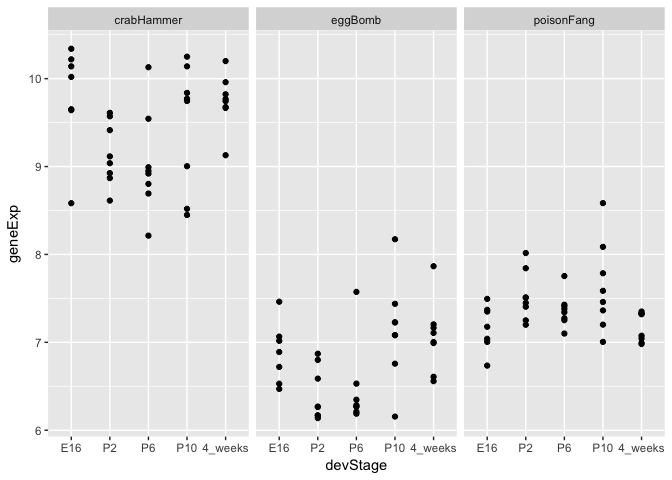 crabHammer eggBomb poisonFang
10
9
8
7
6
geneExp
E16 P2 P6 P10 4_weeks E16 P2 P6 P10 4_weeks E16 P2 P6 P10 4_weeks
devStage